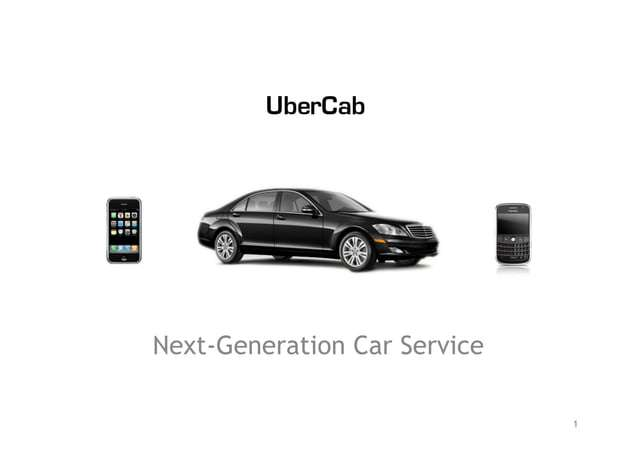 UberCab
Next-Generation Car Service
1